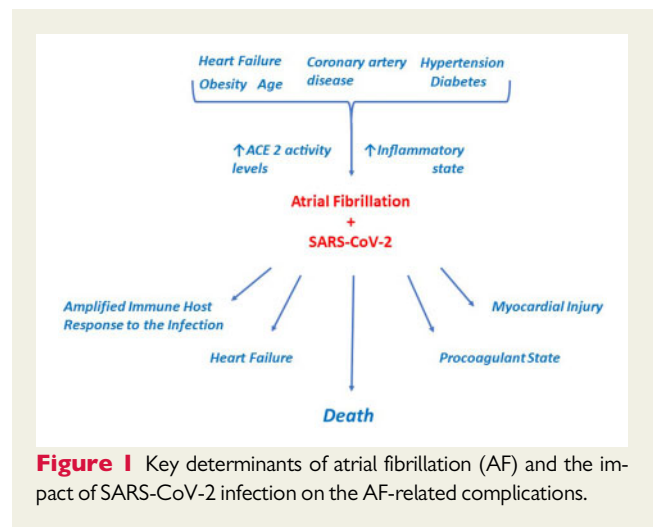 Heart Failure Coronary artery Hypertension
Obesity Age disease Diabetes
↑ACE 2 activity ↑Inflammatory
levels state
Atrial Fibrillation
+
SARS-CoV-2
Amplified Immune Host Myocardial Injury
Response to the Infection
Heart Failure Procoagulant State
Death
Figure 1 Key determinants of atrial fibrillation (AF) and the im-
pact of SARS-CoV-2 infection on the AF-related complications.